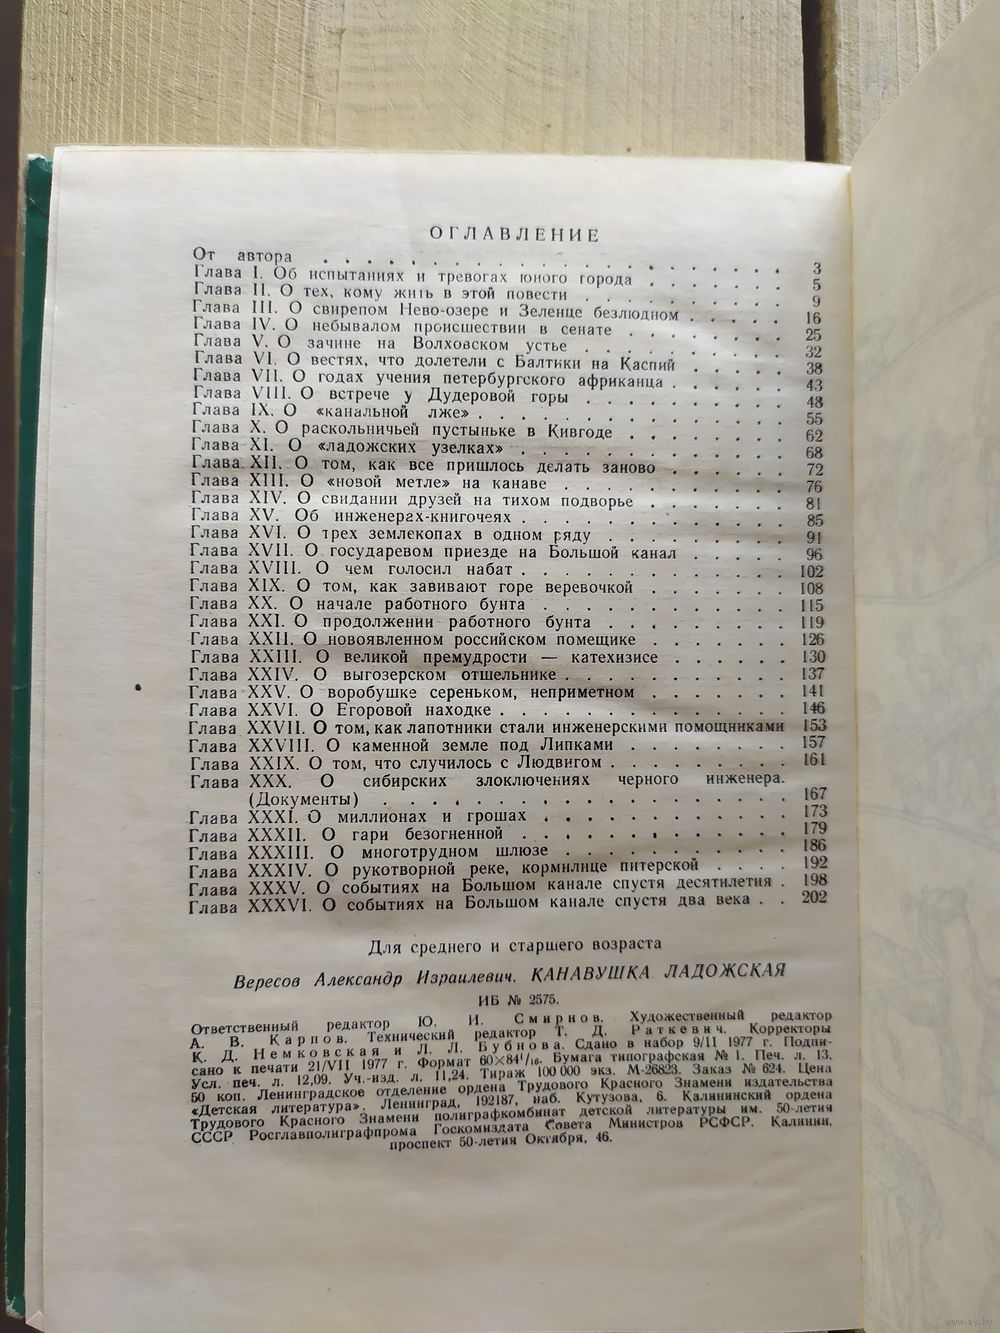 ОГЛАВЛЕНИЕ
От автора . . . . . . . . . . . . . . . . . 3
Глава I. Об испытаниях и тревогах юного города . . . . . . . 5
Глава II. О тех, кому жить в этой повести . . . . . . . . . 9
Глава III. О свирепом Нево-озере и Зеленце безлюдном . . . . . 16
Глава IV. О небывалом происшествии в сенате . . . . . . . 25
Глава V. О зачине на Волховском устье . . . . . . . . . 32
Глава VI. О вестях, что долетели с Балтики на Каспий . . . . . 38
Глава VII. О годах учения петербургского африканца . . . . . . 43
Глава VIII. О встрече у Дудеровой горы . . . . . . . . . 48
Глава IX. О «канальной лже» . . . . . . . . . . . . . 55
Глава X. О раскольничьей пустыньке в Кивгоде . . . . . . . 62
Глава XI. О «ладожских узелках» . . . . . . . . . . . . 68
Глава XII. О том, как все пришлось делать заново . . . . . . 72
Глава XIII. О «новой метле» на канаве . . . . . . . . . . 76
Глава XIV. О свидании друзей на тихом подворье . . . . . . . 81
Глава XV. Об инженерах-книгочеях . . . . . . . . . . . . 85
Глава XVI. О трех землекопах в одном ряду . . . . . . . . 91
Глава XVII. О государевом приезде на Большой канал . . . . . 96
Глава XVIII. О чем голосил набат . . . . . . . . . . . . 102
Глава XIX. О том, как завивают горе веревочкой . . . . . . . 108
Глава XX. О начале работного бунта . . . . . . . . . . . 115
Глава XXI. О продолжении работного бунта . . . . . . . . 119
Глава XXII. О новоявленном российском помещике . . . . . . . 126
Глава XXIII. О великой премудрости — катехизисе . . . . . . 130
Глава XXIV. О выгозерском отшельнике . . . . . . . . . . 137
Глава XXV. О воробушке сереньком, неприметном . . . . . . . 141
Глава XXVI. О Егоровой находке . . . . . . . . . . . . . 146
Глава XXVII. О том, как лапотники стали инженерскими помощниками 153
Глава XXVIII. О каменной земле под Липками . . . . . . . . 157
Глава XXIX. О том, что случилось с Людвигом . . . . . . . . 161
Глава XXX. О сибирских злоключениях черного инженера.
(Документы) . . . . . . . . . . . . . . . . . 167
Глава XXXI. О миллионах и грошах . . . . . . . . . . . 173
Глава XXXII. О гари безогненной . . . . . . . . . . . . 179
Глава XXXIII. О многотрудном шлюзе . . . . . . . . . . 186
Глава XXXIV. О рукотворной реке, кормилице питерской . . . . 192
Глава XXXV. О событиях на Большом канале спустя десятилетия . 198
Глава XXXVI. О событиях на Большом канале спустя два века . . 202
Для среднего и старшего возраста
Вересов Александр Израилевич. КАНАВУШКА ЛАДОЖСКАЯ
ИБ № 2575.
Ответственный редактор Ю. И. Смирнов. Художественный редактор
А. В. Карпов. Технический редактор Т. Д. Раткевич. Корректоры
К. Д. Немковская и Л. Л. Бубнова. Сдано в набор 9/II 1977 г. Подпи-
сано к печати 21/VII 1977 г. Формат 60×84¹/₁₆. Бумага типографская № 1. Печ. л. 13.
Усл. печ. л. 12,09. Уч.-изд. л. 11,24. Тираж 100 000 экз. М-26823. Заказ № 624. Цена
50 коп. Ленинградское отделение ордена Трудового Красного Знамени издательства
«Детская литература». Ленинград, 192187, наб. Кутузова, 6. Калининский ордена
Трудового Красного Знамени полиграфкомбинат детской литературы им. 50-летия
СССР Росглавполиграфпрома Госкомиздата Совета Министров РСФСР. Калинин,
проспект 50-летия Октября, 46.
www.ay.by